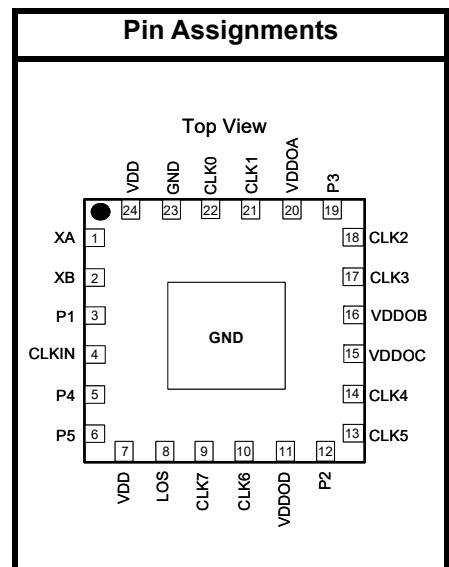 Pin Assignments
Top View
VDD GND CLK0 CLK1 VDDOA P3
24 23 22 21 20 19
XA 1 18 CLK2
XB 2 17 CLK3
P1 3 16 VDDOB
GND
CLKIN 4 15 VDDOC
P4 5 14 CLK4
P5 6 13 CLK5
7 8 9 10 11 12
VDD LOS CLK7 CLK6 VDDOD P2